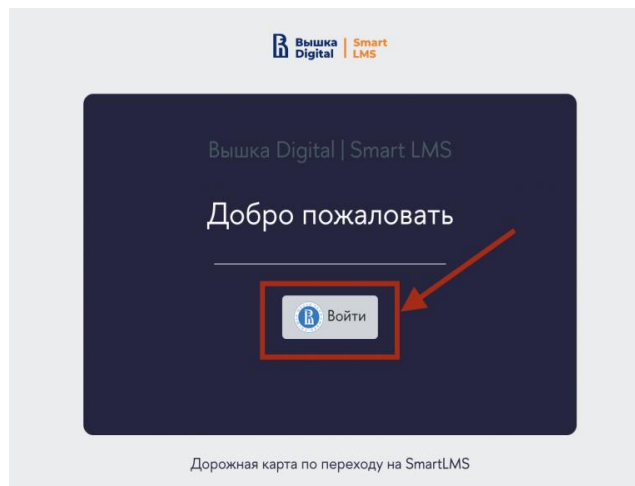 Вышка | Smart
Digital | LMS
Вышка Digital | Smart LMS
Добро пожаловать
Войти
Дорожная карта по переходу на SmartLMS